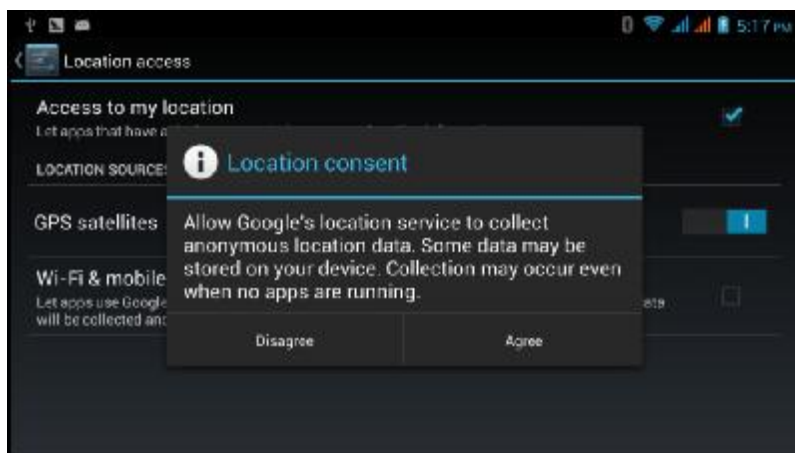 5:17 PM
Location access
Access to my location
Let apps that have a
LOCATION SOURCES
Location consent
GPS satellites
Allow Google's location service to collect
anonymous location data. Some data may be
stored on your device. Collection may occur even
when no apps are running.
Wi-Fi & mobile
Let apps use Google
ata
will be collected and
Disagree
Agree